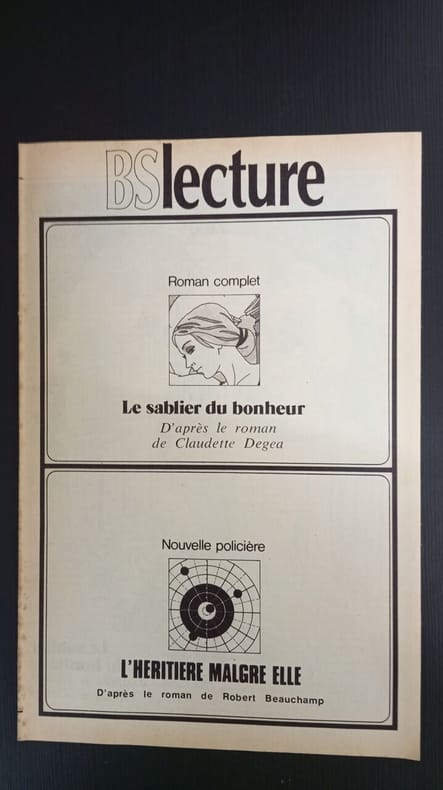 BSlecture
Roman complet
Le sablier du bonheur
D'après le roman
de Claudette Degea
Nouvelle policière
L'HERITIERE MALGRE ELLE
D'après le roman de Robert Beauchamp